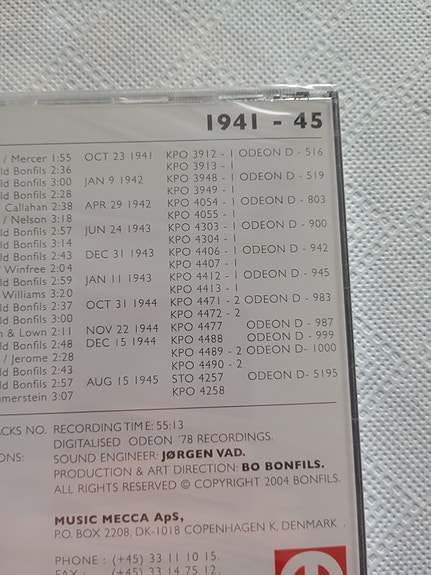 1941 - 45
/ Mercer 1:55 OCT 23 1941 KPO 3912 - 1 ODEON D - 516
ld Bonfils 2:36 KPO 3913 - 1
ld Bonfils 3:00 JAN 9 1942 KPO 3948 - 1 ODEON D - 519
ld Bonfils 2:28 KPO 3949 - 1
Callahan 2:38 APR 29 1942 KPO 4054 - 1 ODEON D - 803
/ Nelson 3:18 KPO 4055 - 1
ld Bonfils 2:57 JUN 24 1943 KPO 4303 - 1 ODEON D - 900
ld Bonfils 3:14 KPO 4304 - 1
ld Bonfils 2:43 DEC 31 1943 KPO 4406 - 1 ODEON D - 942
/ Winfree 2:04 KPO 4407 - 1
ld Bonfils 2:59 JAN 11 1943 KPO 4412 - 1 ODEON D - 945
Williams 3:20 KPO 4413 - 1
ld Bonfils 2:37 OCT 31 1944 KPO 4471 - 2 ODEON D - 983
ld Bonfils 3:00 KPO 4472 - 2
n & Lown 2:11 NOV 22 1944 KPO 4477 ODEON D - 987
ld Bonfils 2:48 DEC 15 1944 KPO 4488 ODEON D - 999
/ Jerome 2:28 KPO 4489 - 2 ODEON D- 1000
ld Bonfils 2:43 KPO 4490 - 2
ld Bonfils 2:57 AUG 15 1945 STO 4257 ODEON D - 5195
mmerstein 3:07 KPO 4258
ACKS NO. RECORDING TIME: 55:13
DIGITALISED ODEON '78 RECORDINGS.
IONS: SOUND ENGINEER: JØRGEN VAD.
PRODUCTION & ART DIRECTION: BO BONFILS.
ALL RIGHTS RESERVED © COPYRIGHT 2004 BONFILS.
MUSIC MECCA ApS,
P.O. BOX 2208, DK-1018 COPENHAGEN K, DENMARK .
PHONE : (+45) 33 11 10 15.
FAX : (+45) 33 14 75 12.